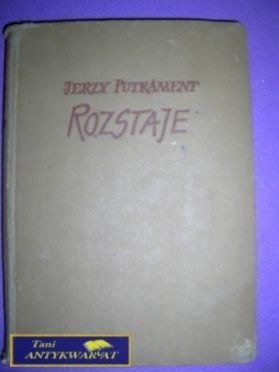 JERZY PUTRAMENT
ROZSTAJE
Tani
ANTYKWARIAT